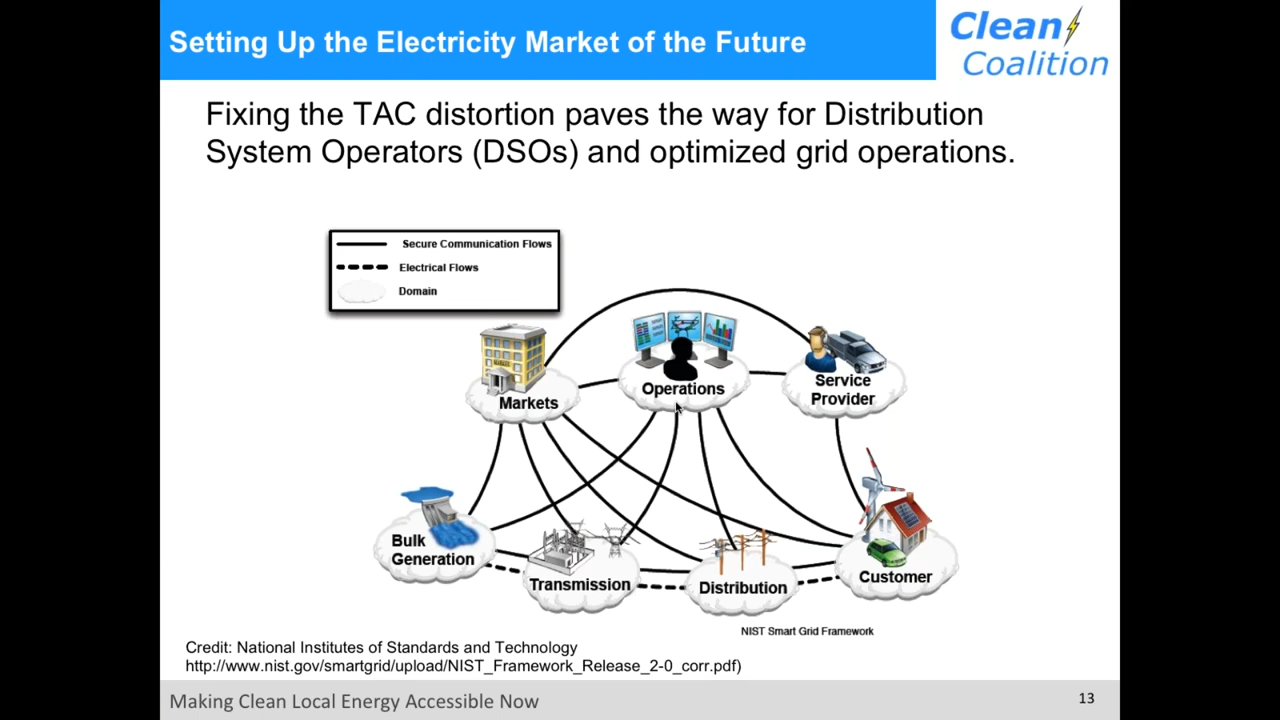 Setting Up the Electricity Market of the Future
Clean
Coalition
Fixing the TAC distortion paves the way for Distribution
System Operators (DSOs) and optimized grid operations.
Secure Communication Flows
Electrical Flows
Domain
Markets
Operations
Service
Provider
Bulk
Generation
Transmission
Distribution
Customer
NIST Smart Grid Framework
Credit: National Institutes of Standards and Technology
http://www.nist.gov/smartgrid/upload/NIST_Framework_Release_2-0_corr.pdf)
Making Clean Local Energy Accessible Now
13